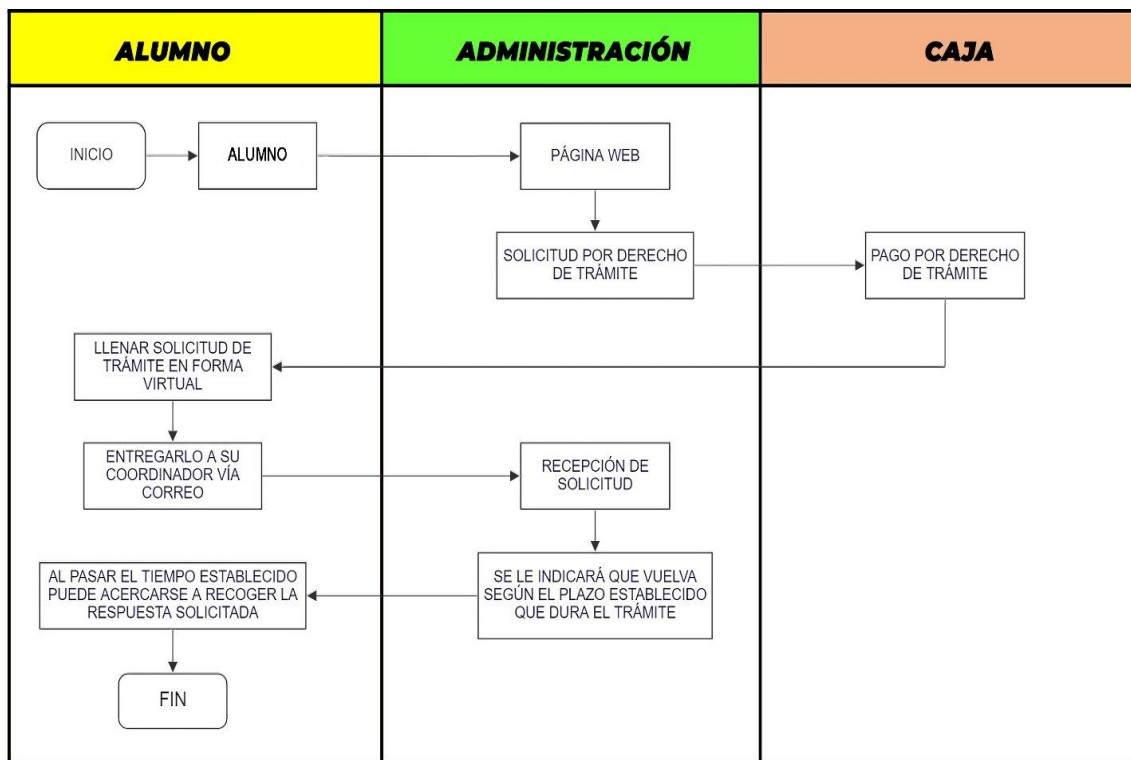 ALUMNO
ADMINISTRACIÓN
CAJA
INICIO
ALUMNO
PÁGINA WEB
SOLICITUD POR DERECHO
DE TRÁMITE
PAGO POR DERECHO
DE TRÁMITE
LLENAR SOLICITUD DE
TRÁMITE EN FORMA
VIRTUAL
ENTREGARLO A SU
COORDINADOR VÍA
CORREO
RECEPCIÓN DE
SOLICITUD
SE LE INDICARÁ QUE VUELVA
SEGÚN EL PLAZO ESTABLECIDO
QUE DURA EL TRÁMITE
AL PASAR EL TIEMPO ESTABLECIDO
PUEDE ACERCARSE A RECOGER LA
RESPUESTA SOLICITADA
FIN